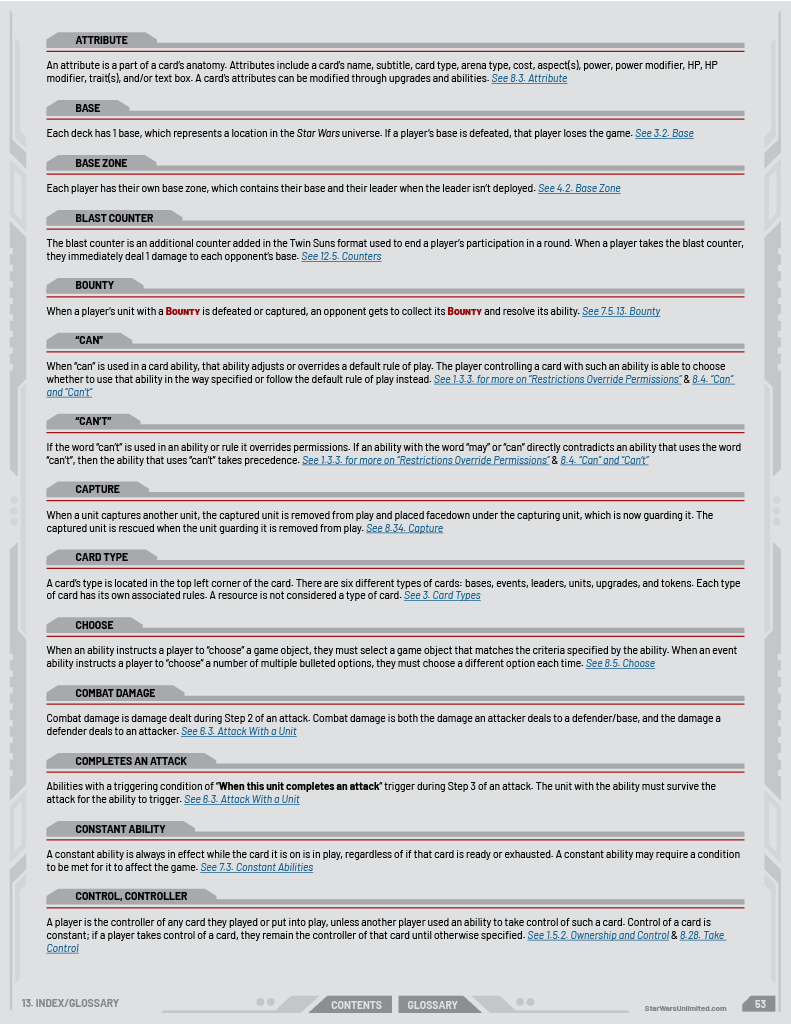 ATTRIBUTE
An attribute is a part of a card's anatomy. Attributes include a card's name, subtitle, card type, arena type, cost, aspect(s), power, power modifier, HP, HP
modifier, trait(s), and/or text box. A card's attributes can be modified through upgrades and abilities. See 8.3. Attribute
BASE
Each deck has 1 base, which represents a location in the Star Wars universe. If a player's base is defeated, that player loses the game. See 3.2. Base
BASE ZONE
Each player has their own base zone, which contains their base and their leader when the leader isn't deployed. See 4.2. Base Zone
BLAST COUNTER
The blast counter is an additional counter added in the Twin Suns format used to end a player's participation in a round. When a player takes the blast counter,
they immediately deal 1 damage to each opponent's base. See 12.5. Counters
BOUNTY
When a player's unit with a BOUNTY is defeated or captured, an opponent gets to collect its BOUNTY and resolve its ability. See 7.5.13. Bounty
"CAN"
When "can" is used in a card ability, that ability adjusts or overrides a default rule of play. The player controlling a card with such an ability is able to choose
whether to use that ability in the way specified or follow the default rule of play instead. See 1.3.3. for more on "Restrictions Override Permissions" & 8.4. "Can"
and "Can't"
"CAN'T"
If the word "can't" is used in an ability or rule it overrides permissions. If an ability with the word "may" or "can" directly contradicts an ability that uses the word
"can't", then the ability that uses "can't" takes precedence. See 1.3.3. for more on "Restrictions Override Permissions" & 8.4. "Can" and "Can't"
CAPTURE
When a unit captures another unit, the captured unit is removed from play and placed facedown under the capturing unit, which is now guarding it. The
captured unit is rescued when the unit guarding it is removed from play. See 8.34. Capture
CARD TYPE
A card's type is located in the top left corner of the card. There are six different types of cards: bases, events, leaders, units, upgrades, and tokens. Each type
of card has its own associated rules. A resource is not considered a type of card. See 3. Card Types
CHOOSE
When an ability instructs a player to "choose" a game object, they must select a game object that matches the criteria specified by the ability. When an event
ability instructs a player to "choose" a number of multiple bulleted options, they must choose a different option each time. See 8.5. Choose
COMBAT DAMAGE
Combat damage is damage dealt during Step 2 of an attack. Combat damage is both the damage an attacker deals to a defender/base, and the damage a
defender deals to an attacker. See 6.3. Attack With a Unit
COMPLETES AN ATTACK
Abilities with a triggering condition of "When this unit completes an attack" trigger during Step 3 of an attack. The unit with the ability must survive the
attack for the ability to trigger. See 6.3. Attack With a Unit
CONSTANT ABILITY
A constant ability is always in effect while the card it is on is in play, regardless of if that card is ready or exhausted. A constant ability may require a condition
to be met for it to affect the game. See 7.3. Constant Abilities
CONTROL, CONTROLLER
A player is the controller of any card they played or put into play, unless another player used an ability to take control of such a card. Control of a card is
constant; if a player takes control of a card, they remain the controller of that card until otherwise specified. See 1.5.2. Ownership and Control & 8.28. Take
Control
13. INDEX/GLOSSARY
CONTENTS
GLOSSARY
StarWarsUnlimited.com
53